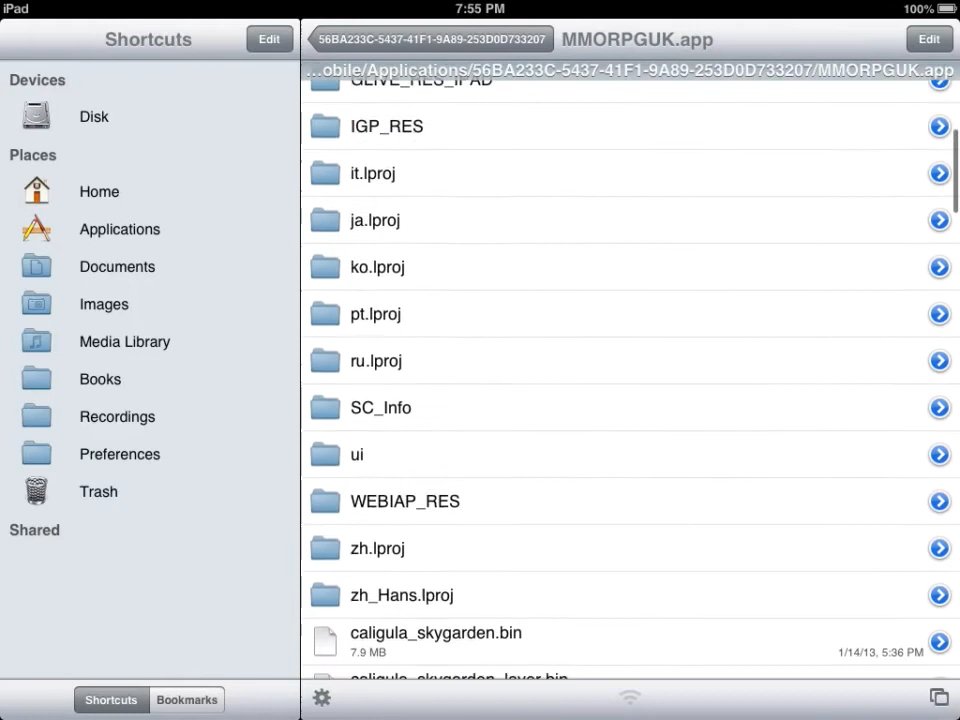 iPad
7:55 PM
100%
Shortcuts
Edit
56BA233C-5437-41F1-9A89-253D0D733207
MMORPGUK.app
Edit
...obile/Applications/56BA233C-5437-41F1-9A89-253D0D733207/MMORPGUK.app
Devices
Disk
Places
Home
Applications
Documents
Images
Media Library
Books
Recordings
Preferences
Trash
Shared
Shortcuts
Bookmarks
GLIVE_RES_IPAD
IGP_RES
it.lproj
ja.lproj
ko.lproj
pt.lproj
ru.lproj
SC_Info
ui
WEBIAP_RES
zh.lproj
zh_Hans.lproj
caligula_skygarden.bin
7.9 MB
1/14/13, 5:36 PM
caligula_skygarden_layer.bin